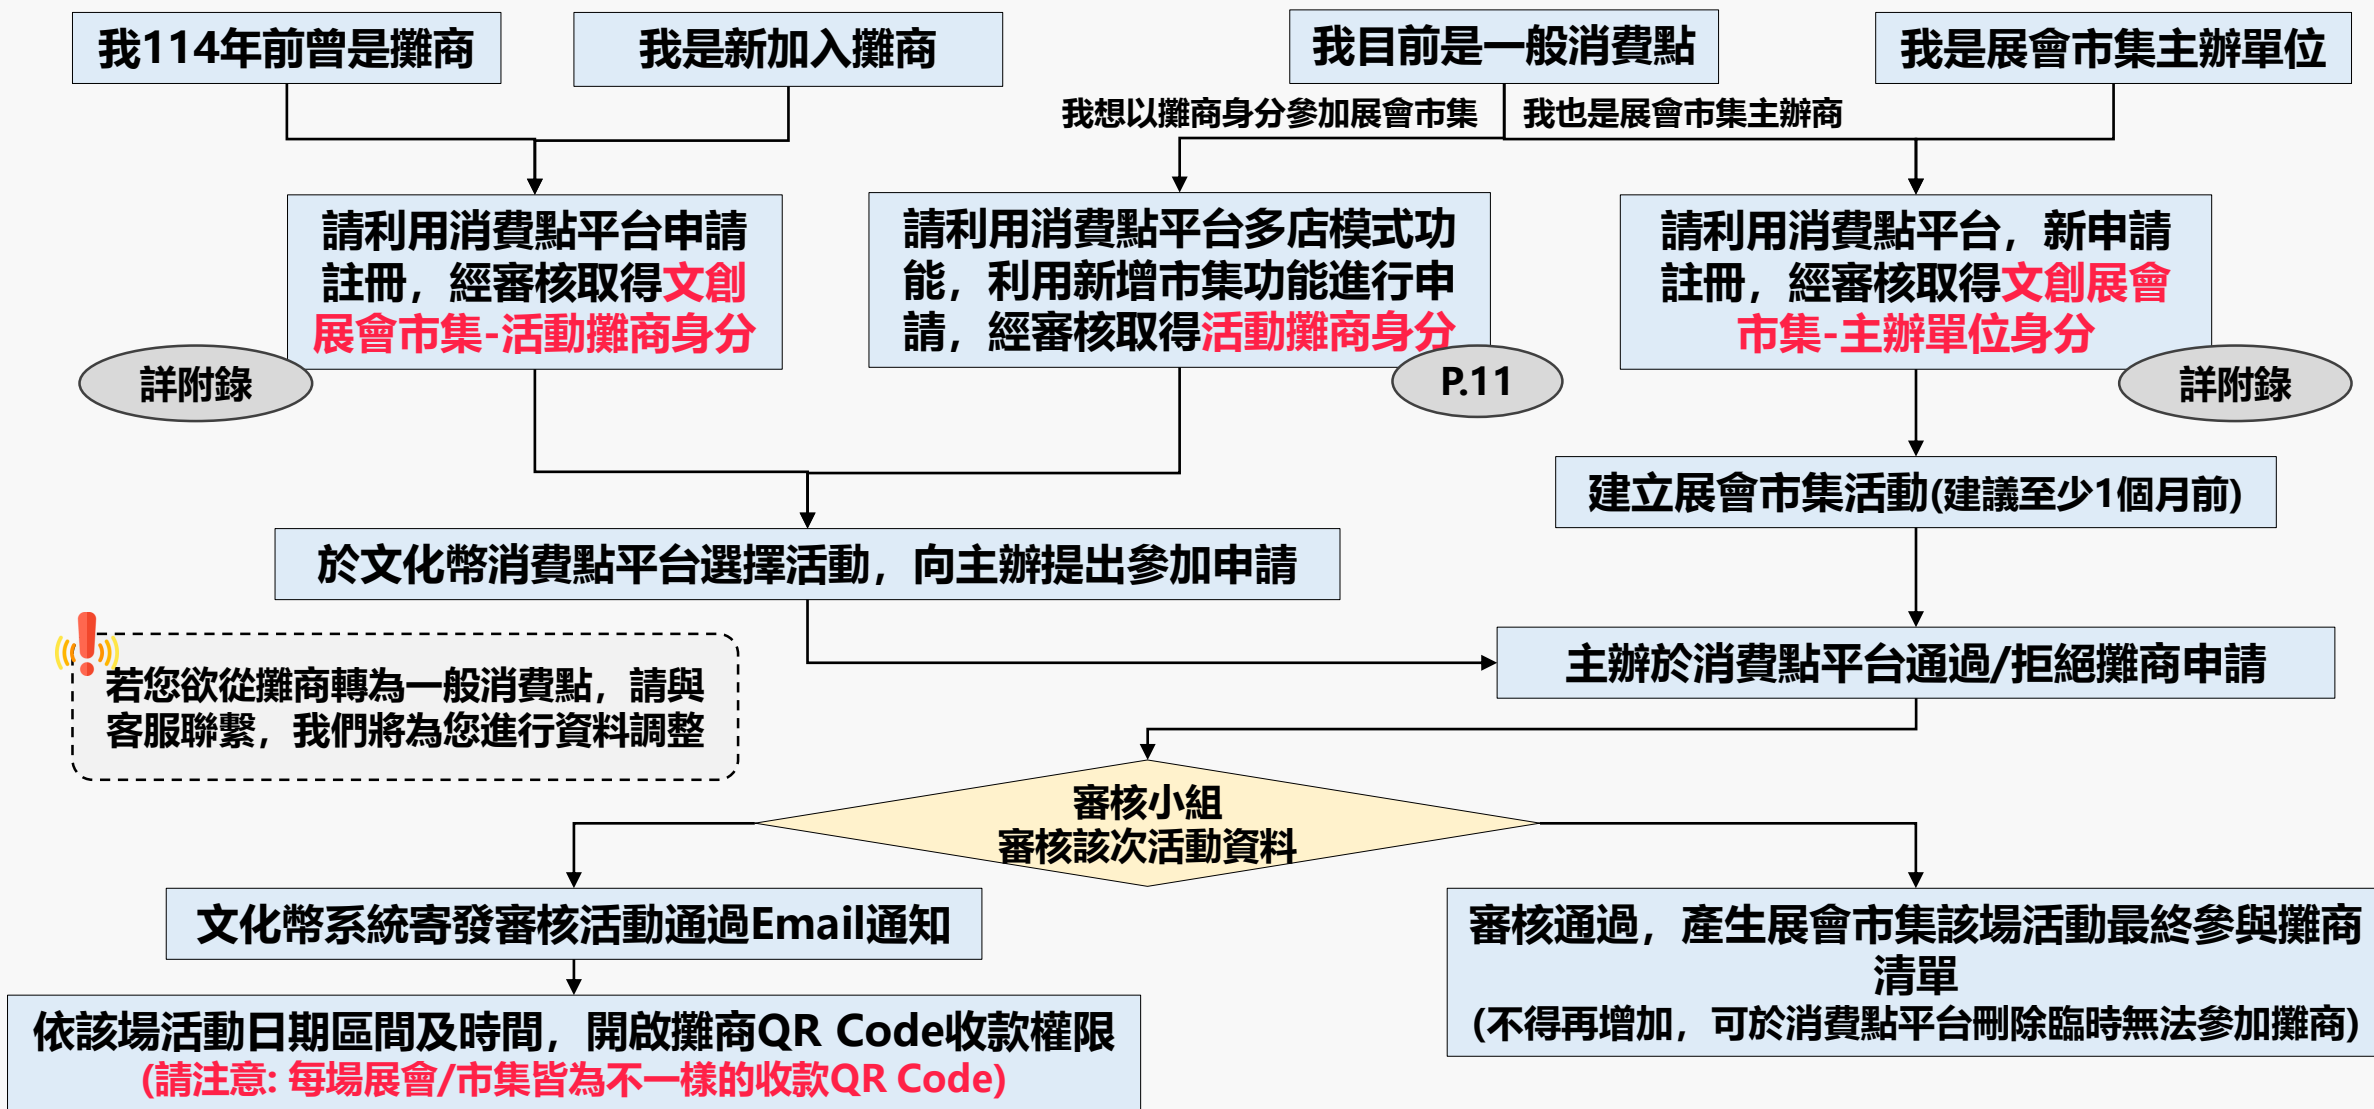 我114年前曾是攤商
我是新加入攤商
我目前是一般消費點
我是展會市集主辦單位
我想以攤商身分參加展會市集
我也是展會市集主辦商
請利用消費點平台申請
註冊，經審核取得文創
展會市集-活動攤商身分
詳附錄
請利用消費點平台多店模式功
能，利用新增市集功能進行申
請，經審核取得活動攤商身分
P.11
請利用消費點平台，新申請
註冊，經審核取得文創展會
市集-主辦單位身分
詳附錄
建立展會市集活動(建議至少1個月前)
於文化幣消費點平台選擇活動，向主辦提出參加申請
主辦於消費點平台通過/拒絕攤商申請
若您欲從攤商轉為一般消費點，請與
客服聯繫，我們將為您進行資料調整
審核小組
審核該次活動資料
文化幣系統寄發審核活動通過Email通知
依該場活動日期區間及時間，開啟攤商QR Code收款權限
(請注意: 每場展會/市集皆為不一樣的收款QR Code)
審核通過，產生展會市集該場活動最終參與攤商
清單
(不得再增加，可於消費點平台刪除臨時無法參加攤商)